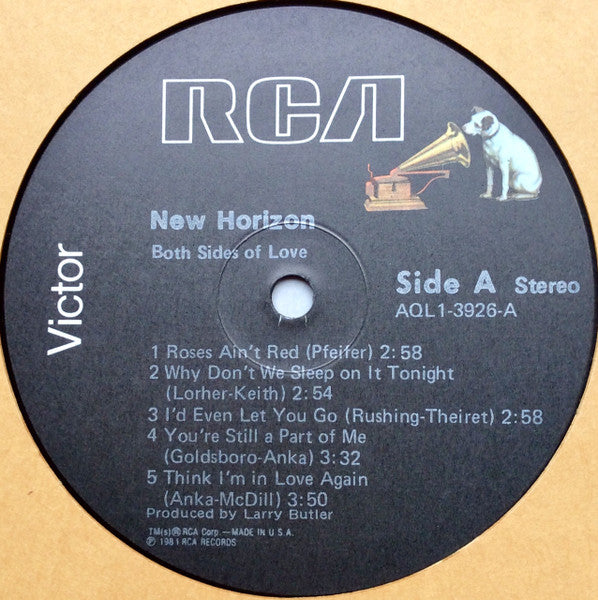 RCA
New Horizon
Both Sides of Love
Victor
Side A Stereo
AQL1-3926-A
1 Roses Ain't Red (Pfeifer) 2:58
2 Why Don't We Sleep on It Tonight
(Lorher-Keith) 2:54
3 I'd Even Let You Go (Rushing-Theiret) 2:58
4 You're Still a Part of Me
(Goldsboro-Anka) 3:32
5 Think I'm in Love Again
(Anka-McDill) 3:50
Produced by Larry Butler
TM(s)® RCA Corp.—MADE IN U.S.A.
℗ 1981 RCA RECORDS